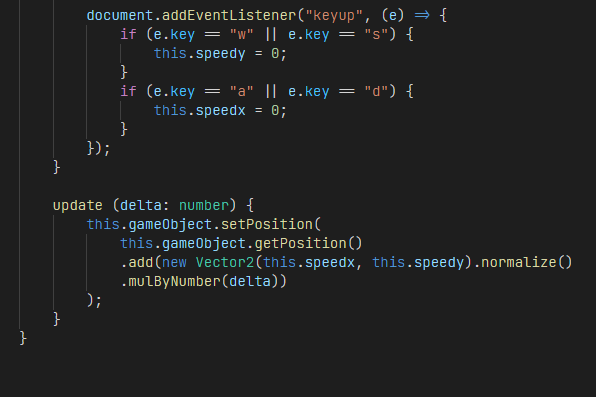 document.addEventListener("keyup", (e) => {
if (e.key == "w" || e.key == "s") {
this.speedy = 0;
}
if (e.key == "a" || e.key == "d") {
this.speedx = 0;
}
});
}
update (delta: number) {
this.gameObject.setPosition(
this.gameObject.getPosition()
.add(new Vector2(this.speedx, this.speedy).normalize()
.mulByNumber(delta))
);
}
}